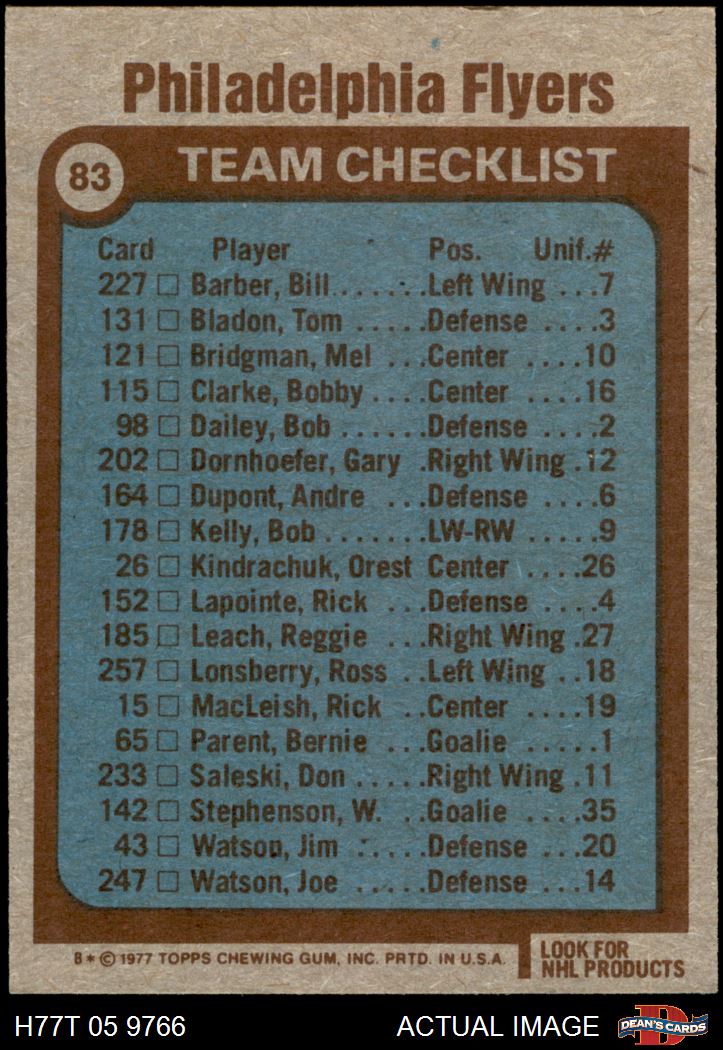 Philadelphia Flyers
83 TEAM CHECKLIST
Card Player Pos. Unif.#
227 □ Barber, Bill.......Left Wing ...7
131 □ Bladon, Tom .....Defense ....3
121 □ Bridgman, Mel ...Center ....10
115 □ Clarke, Bobby ....Center ....16
98 □ Dailey, Bob ......Defense ....2
202 □ Dornhoefer, Gary .Right Wing .12
164 □ Dupont, Andre ...Defense ....6
178 □ Kelly, Bob .......LW-RW .....9
26 □ Kindrachuk, Orest Center ....26
152 □ Lapointe, Rick ...Defense ....4
185 □ Leach, Reggie ...Right Wing .27
257 □ Lonsberry, Ross ..Left Wing ..18
15 □ MacLeish, Rick ..Center ....19
65 □ Parent, Bernie ...Goalie .....1
233 □ Saleski, Don .....Right Wing .11
142 □ Stephenson, W. ..Goalie ....35
43 □ Watson, Jim .....Defense ...20
247 □ Watson, Joe .....Defense ...14
B * © 1977 TOPPS CHEWING GUM, INC. PRTD. IN U.S.A.
LOOK FOR
NHL PRODUCTS
H77T 05 9766 ACTUAL IMAGE D DEAN'S CARDS